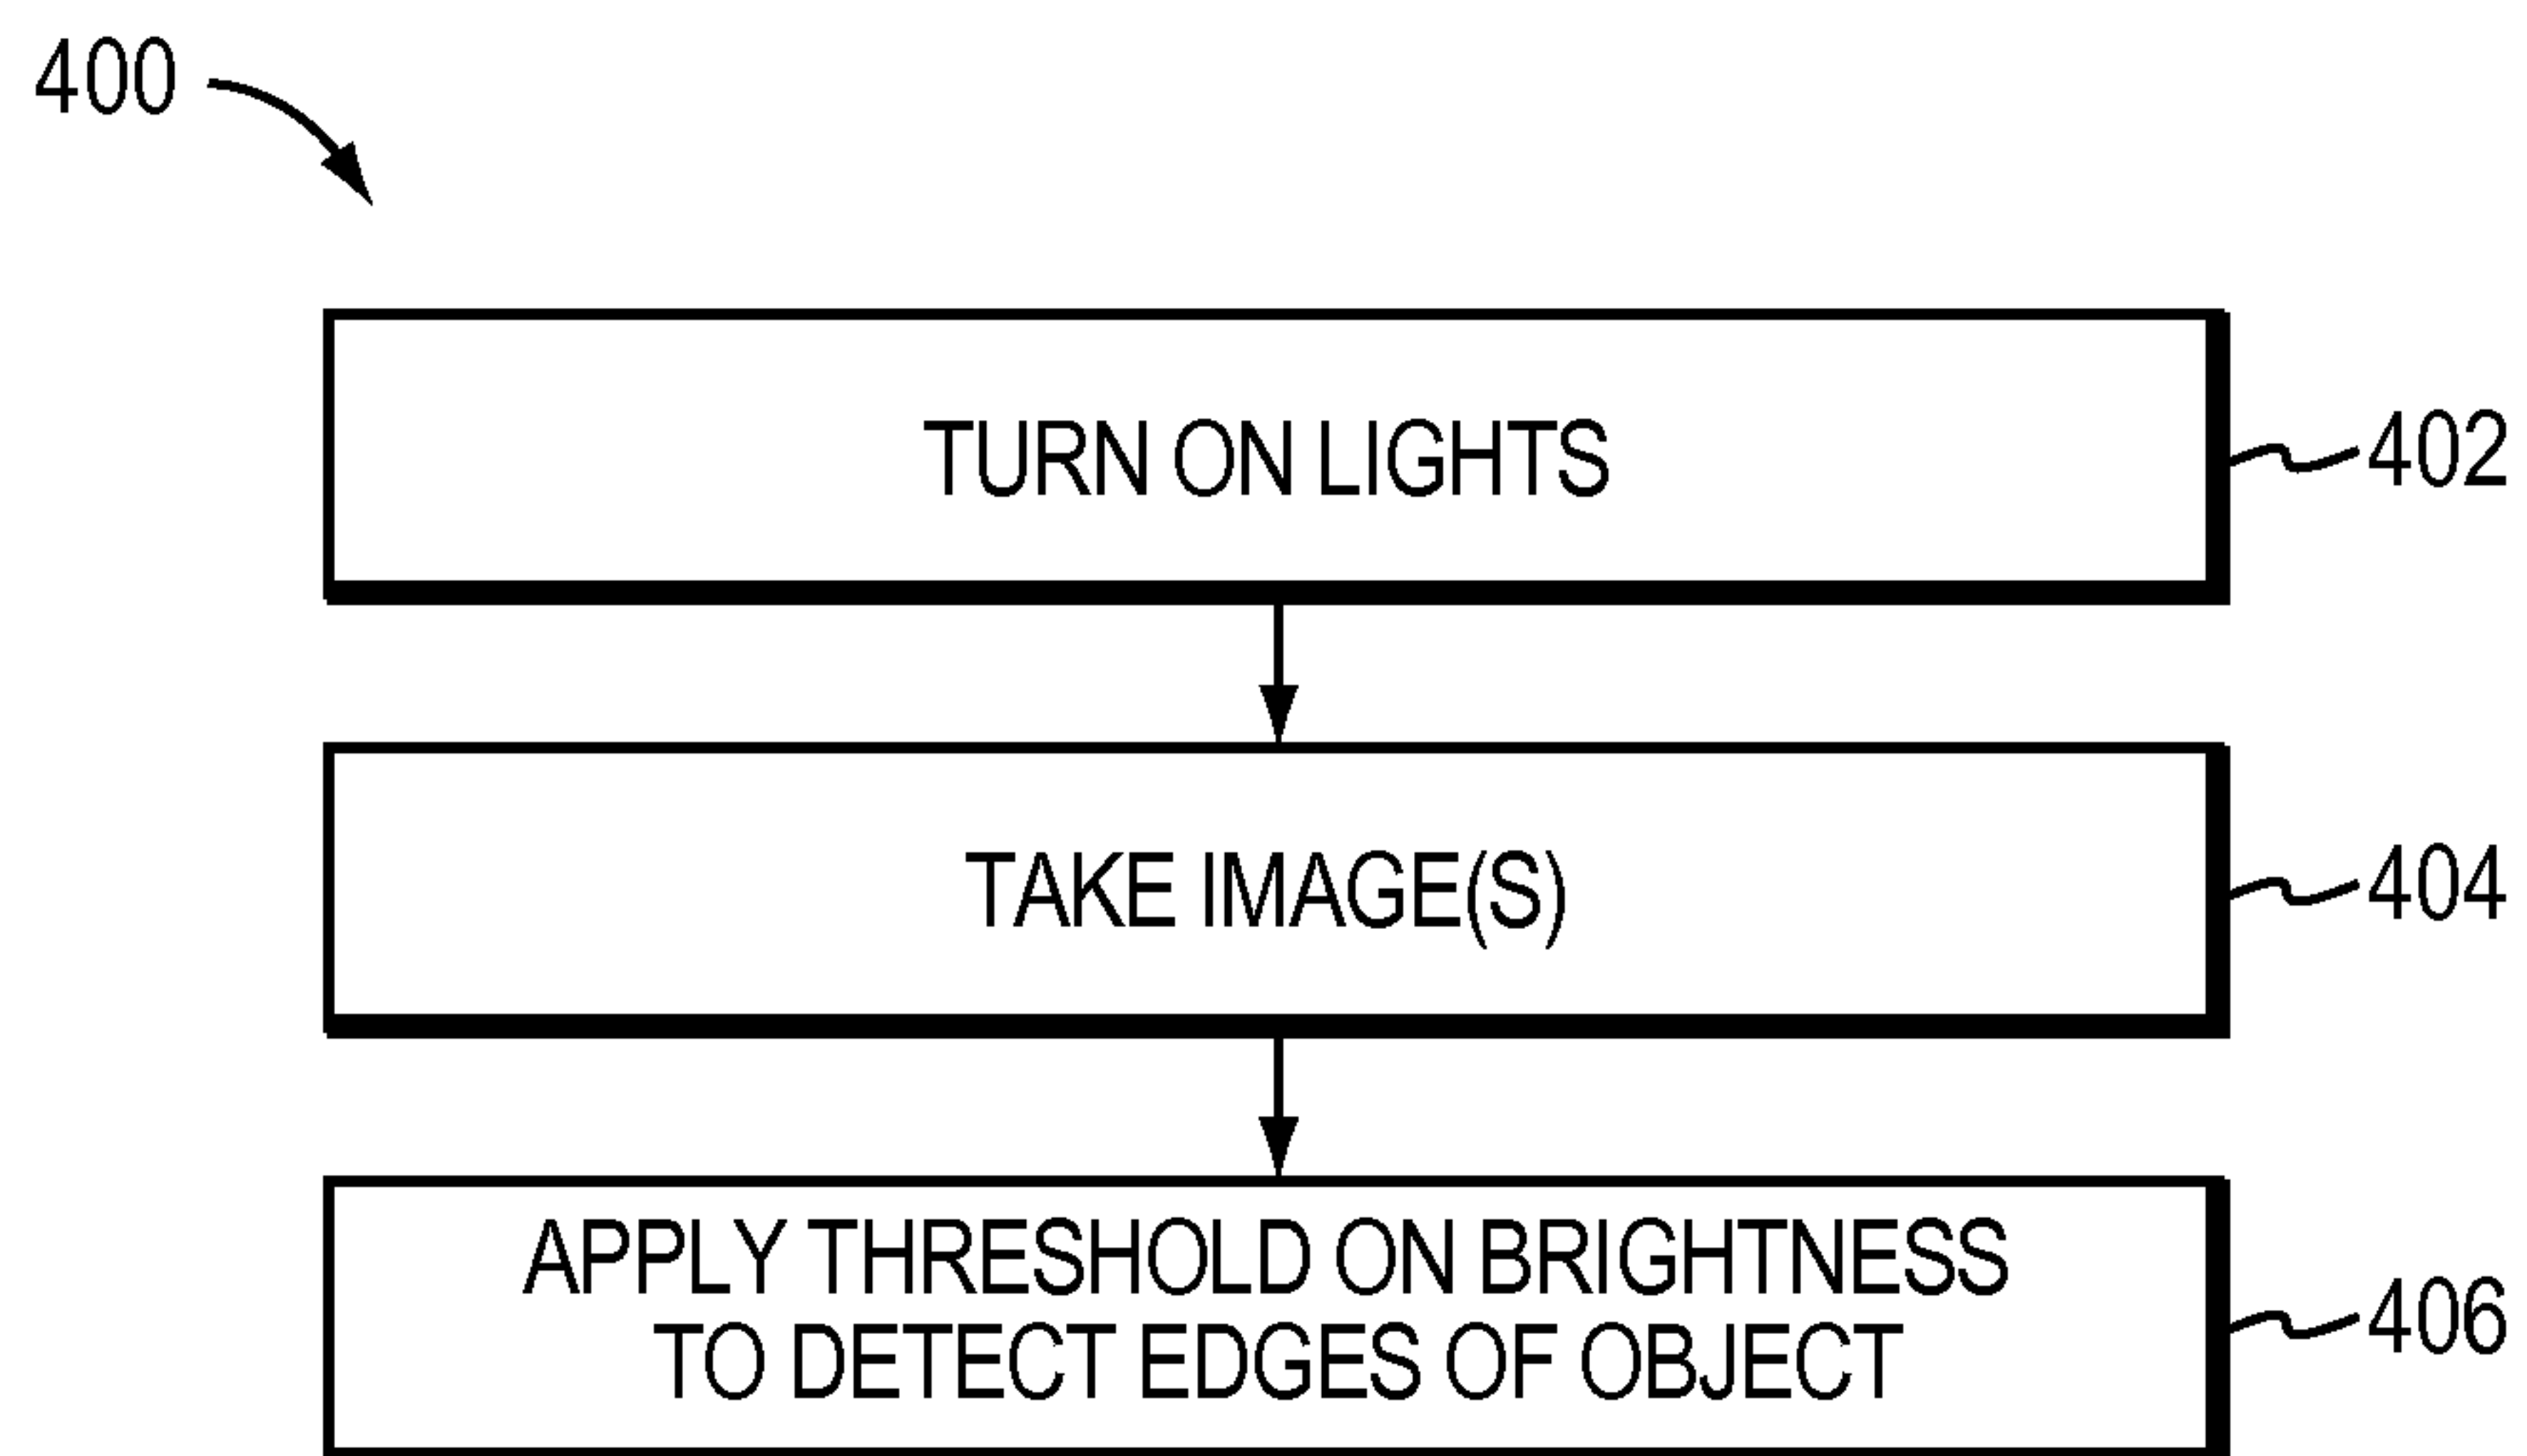 400
TURN ON LIGHTS
402
TAKE IMAGE(S)
404
APPLY THRESHOLD ON BRIGHTNESS
TO DETECT EDGES OF OBJECT
406